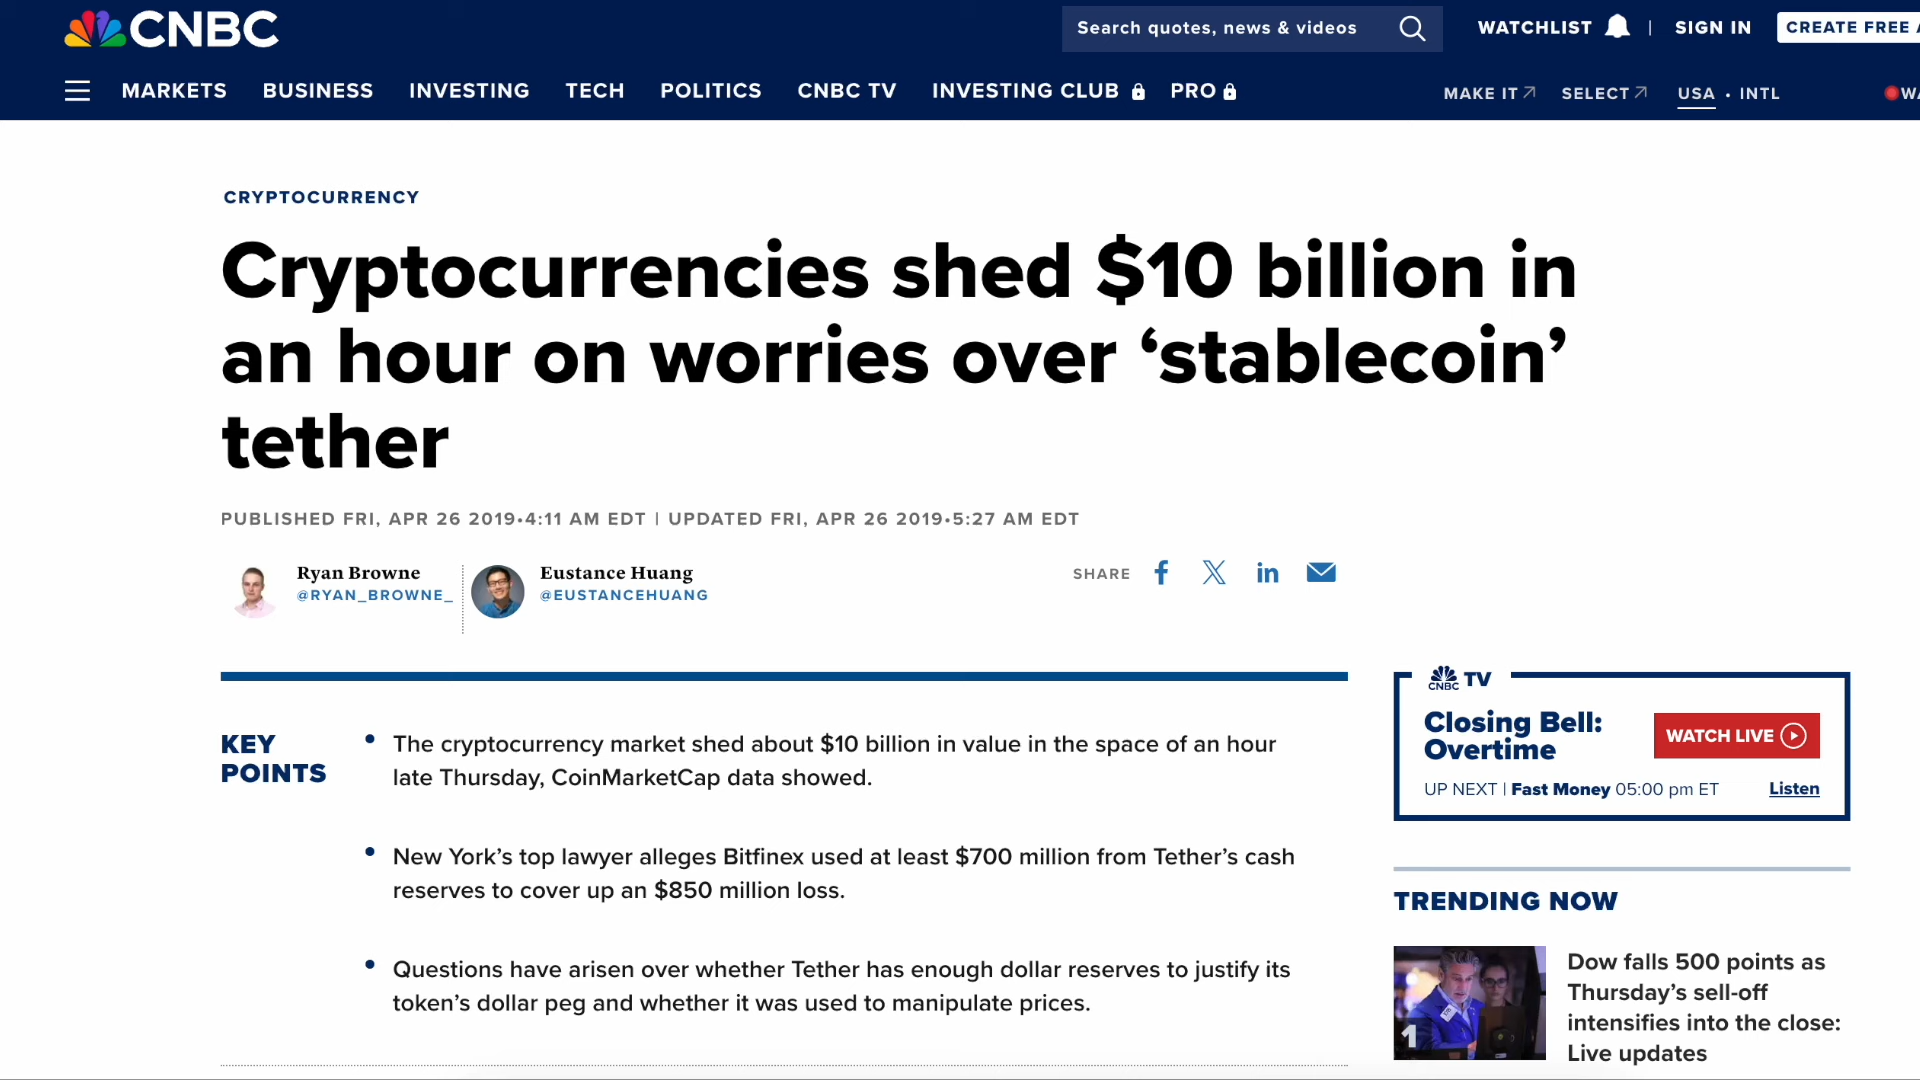 CNBC
Search quotes, news & videos
WATCHLIST
SIGN IN
CREATE FREE
MARKETS
BUSINESS
INVESTING
TECH
POLITICS
CNBC TV
INVESTING CLUB
PRO
MAKE IT
SELECT
USA • INTL
CRYPTOCURRENCY
Cryptocurrencies shed $10 billion in
an hour on worries over ‘stablecoin’
tether
PUBLISHED FRI, APR 26 2019•4:11 AM EDT | UPDATED FRI, APR 26 2019•5:27 AM EDT
Ryan Browne
@RYAN_BROWNE_
Eustance Huang
@EUSTANCEHUANG
SHARE
KEY
POINTS
• The cryptocurrency market shed about $10 billion in value in the space of an hour
late Thursday, CoinMarketCap data showed.
• New York’s top lawyer alleges Bitfinex used at least $700 million from Tether’s cash
reserves to cover up an $850 million loss.
• Questions have arisen over whether Tether has enough dollar reserves to justify its
token’s dollar peg and whether it was used to manipulate prices.
CNBC TV
Closing Bell:
Overtime
WATCH LIVE
UP NEXT | Fast Money 05:00 pm ET
Listen
TRENDING NOW
1
Dow falls 500 points as
Thursday’s sell-off
intensifies into the close:
Live updates